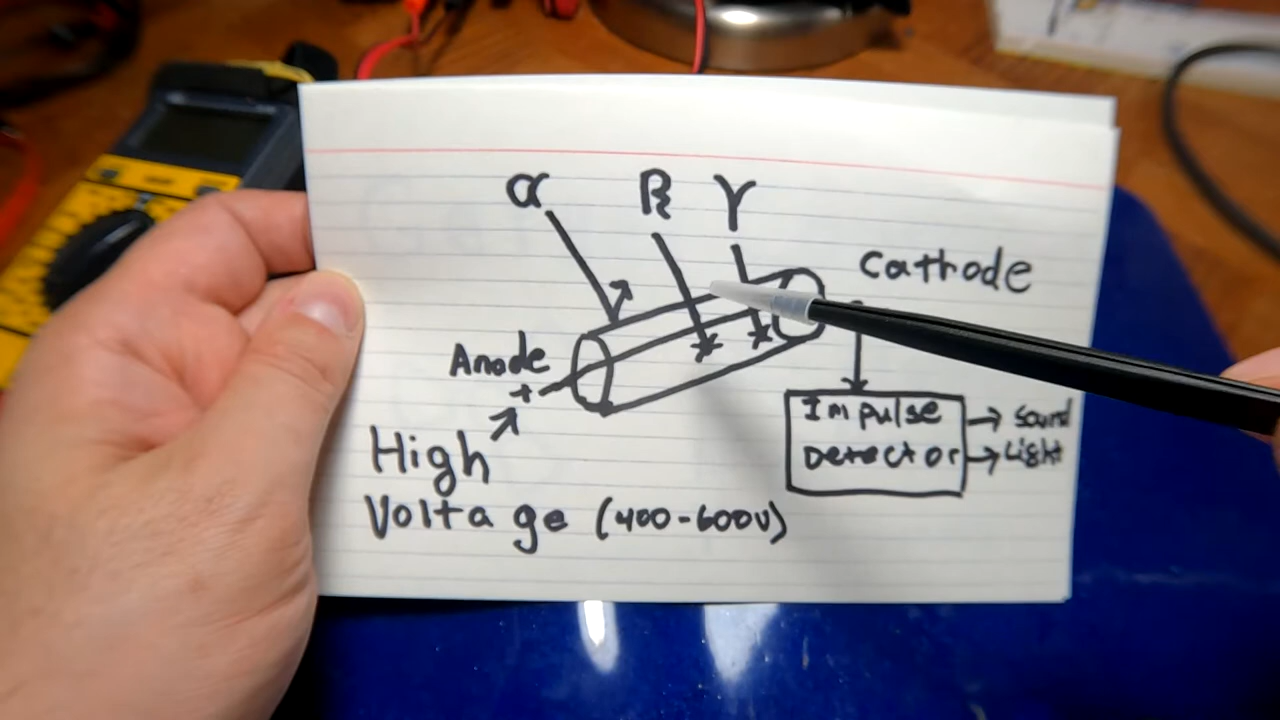 α β γ
Cathode
Anode
+
High
Voltage (400-600V)
Impulse
Detector
Sound
Light